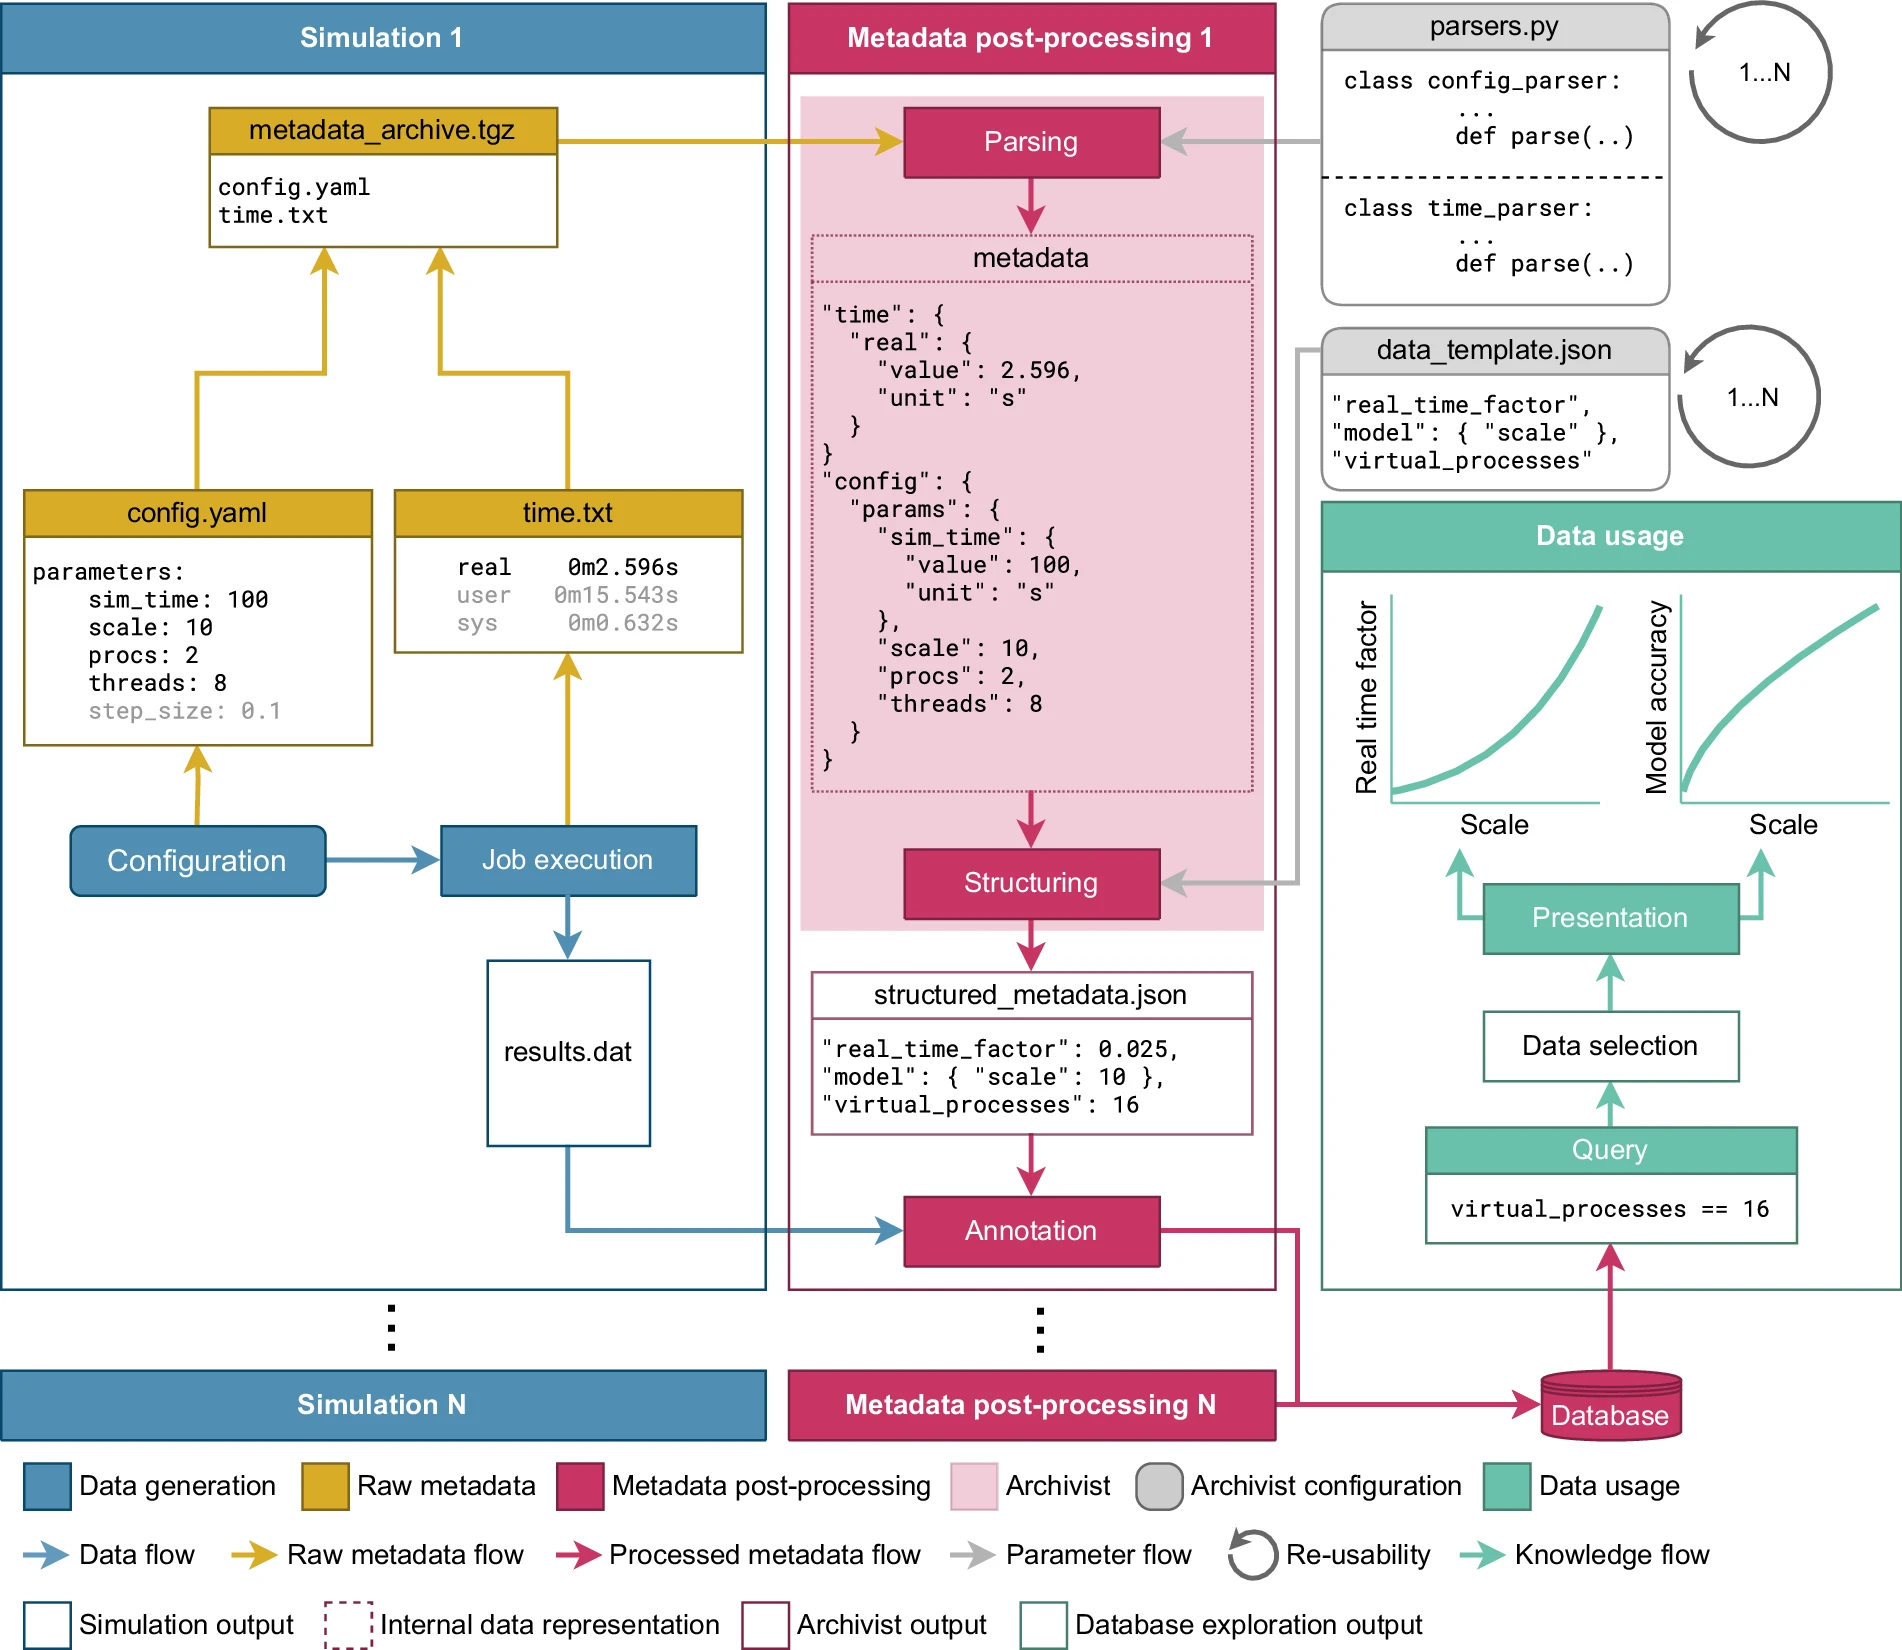 Simulation 1
metadata_archive.tgz
config.yaml
time.txt
config.yaml
parameters:
sim_time: 100
scale: 10
procs: 2
threads: 8
step_size: 0.1
time.txt
real 0m2.596s
user 0m15.543s
sys 0m0.632s
Configuration
Job execution
results.dat
Simulation N
Metadata post-processing 1
Parsing
metadata
"time": {
"real": {
"value": 2.596,
"unit": "s"
}
}
"config": {
"params": {
"sim_time": {
"value": 100,
"unit": "s"
},
"scale": 10,
"procs": 2,
"threads": 8
}
}
Structuring
structured_metadata.json
"real_time_factor": 0.025,
"model": { "scale": 10 },
"virtual_processes": 16
Annotation
Metadata post-processing N
parsers.py
class config_parser:
...
def parse(..)
class time_parser:
...
def parse(..)
1...N
data_template.json
"real_time_factor",
"model": { "scale" },
"virtual_processes"
1...N
Data usage
Real time factor
Scale
Model accuracy
Scale
Presentation
Data selection
Query
virtual_processes == 16
Database
Data generation
Raw metadata
Metadata post-processing
Archivist
Archivist configuration
Data usage
Data flow
Raw metadata flow
Processed metadata flow
Parameter flow
Re-usability
Knowledge flow
Simulation output
Internal data representation
Archivist output
Database exploration output